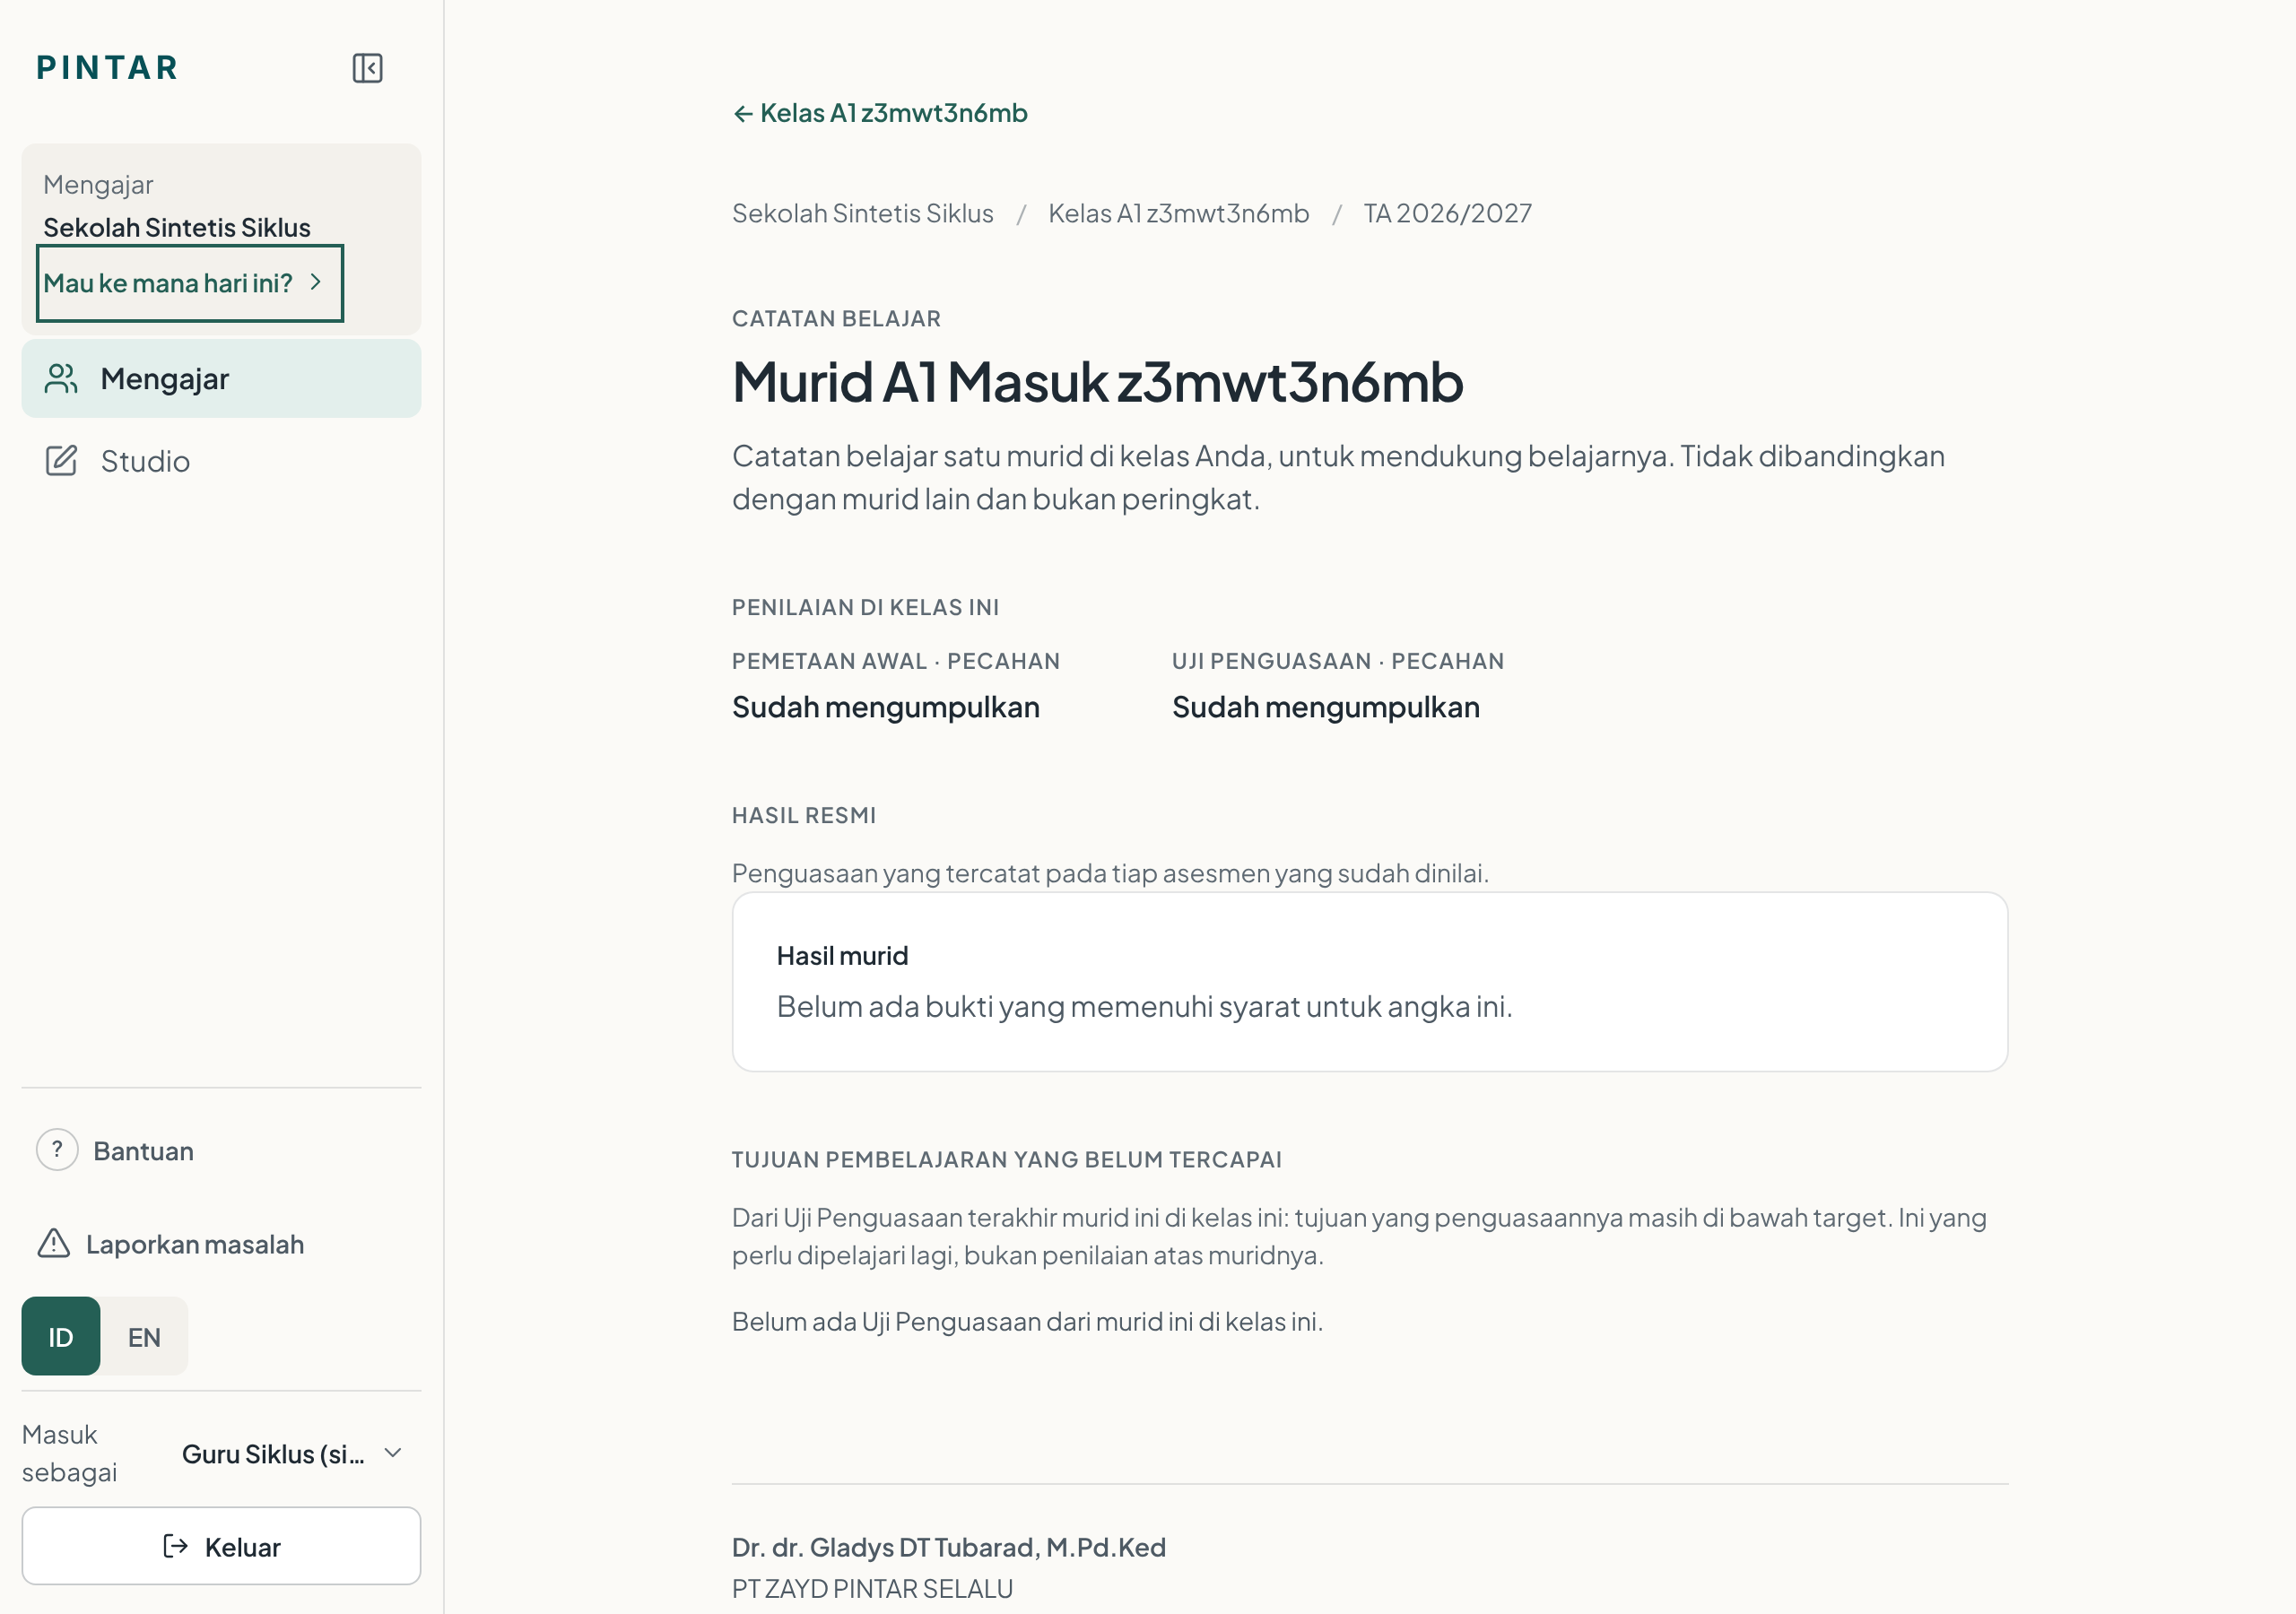 PINTAR
Mengajar
Sekolah Sintetis Siklus
Mau ke mana hari ini?
Mengajar
Studio
? Bantuan
Laporkan masalah
ID EN
Masuk sebagai
Guru Siklus (si...
Keluar
← Kelas A1 z3mwt3n6mb
Sekolah Sintetis Siklus / Kelas A1 z3mwt3n6mb / TA 2026/2027
CATATAN BELAJAR
Murid A1 Masuk z3mwt3n6mb
Catatan belajar satu murid di kelas Anda, untuk mendukung belajarnya. Tidak dibandingkan
dengan murid lain dan bukan peringkat.
PENILAIAN DI KELAS INI
PEMETAAN AWAL · PECAHAN
Sudah mengumpulkan
UJI PENGUASAAN · PECAHAN
Sudah mengumpulkan
HASIL RESMI
Penguasaan yang tercatat pada tiap asesmen yang sudah dinilai.
Hasil murid
Belum ada bukti yang memenuhi syarat untuk angka ini.
TUJUAN PEMBELAJARAN YANG BELUM TERCAPAI
Dari Uji Penguasaan terakhir murid ini di kelas ini: tujuan yang penguasaannya masih di bawah target. Ini yang
perlu dipelajari lagi, bukan penilaian atas muridnya.
Belum ada Uji Penguasaan dari murid ini di kelas ini.
Dr. dr. Gladys DT Tubarad, M.Pd.Ked
PT ZAYD PINTAR SELALU